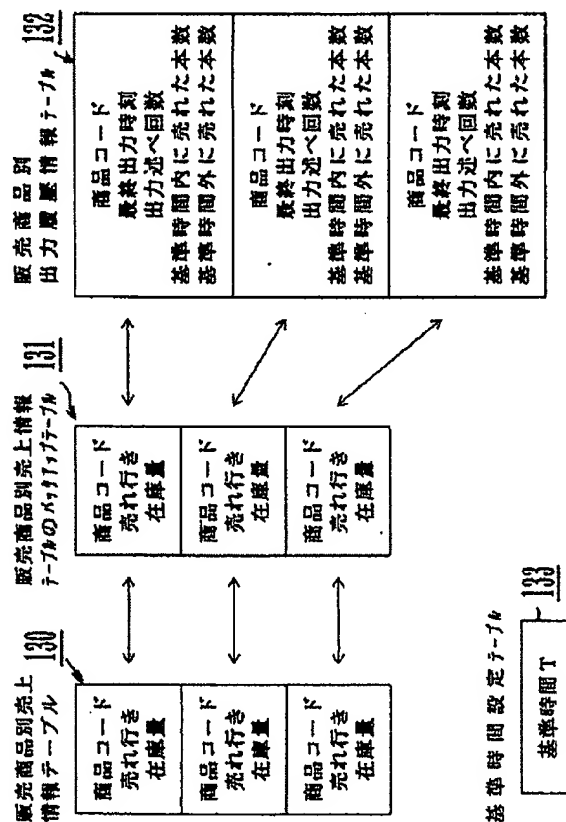 販売商品別売上
情報テーブル
130
商品コード
売れ行き
在庫量
商品コード
売れ行き
在庫量
商品コード
売れ行き
在庫量
販売商品別売上情報
テーブルのバックアップテーブル
131
商品コード
売れ行き
在庫量
商品コード
売れ行き
在庫量
商品コード
売れ行き
在庫量
販売商品別
出力履歴情報テーブル
132
商品コード
最終出力時刻
出力述べ回数
基準時間内に売れた本数
基準時間外に売れた本数
商品コード
最終出力時刻
出力述べ回数
基準時間内に売れた本数
基準時間外に売れた本数
商品コード
最終出力時刻
出力述べ回数
基準時間内に売れた本数
基準時間外に売れた本数
基準時間設定テーブル
133
基準時間T